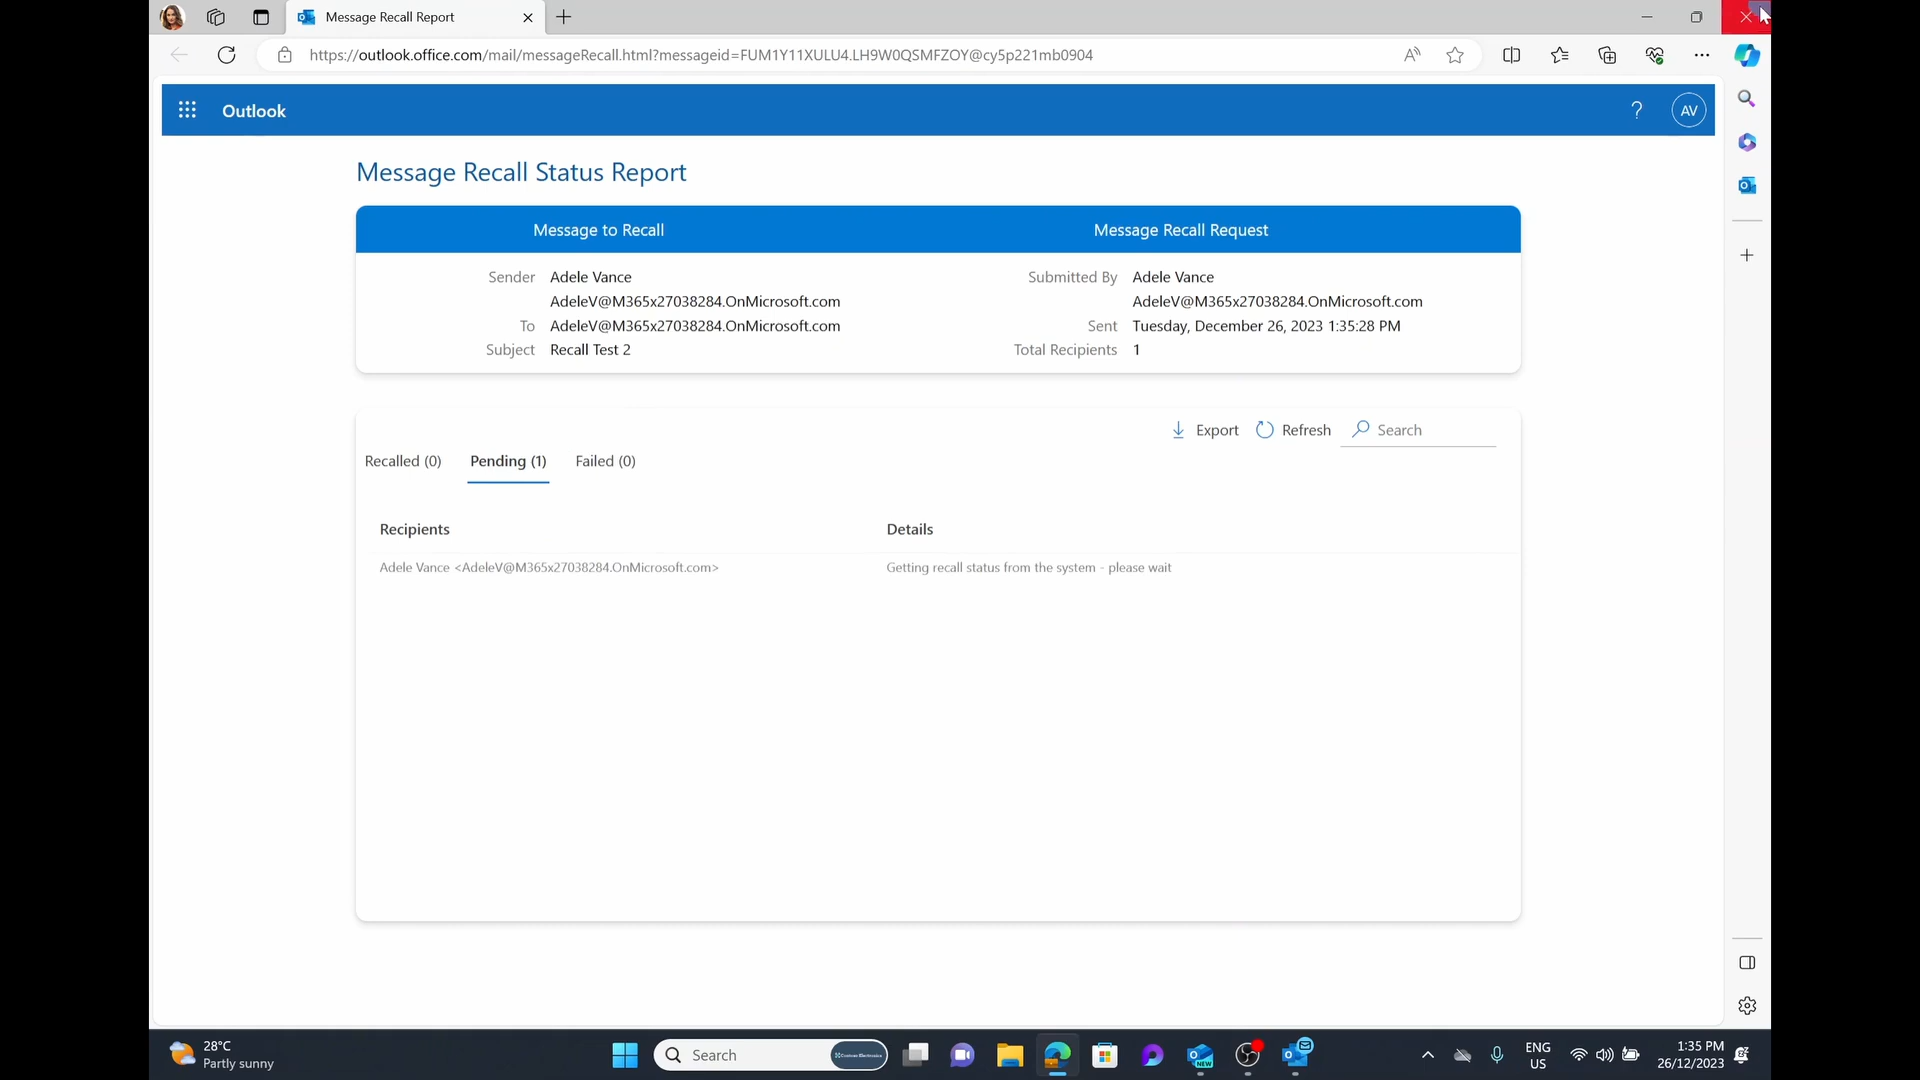 Message Recall Report
https://outlook.office.com/mail/messageRecall.html?messageid=FUM1Y11XULU4.LH9W0QSMFZOY@cy5p221mb0904
Outlook
? AV
Message Recall Status Report
Message to Recall
Message Recall Request
Sender Adele Vance
AdeleV@M365x27038284.OnMicrosoft.com
To AdeleV@M365x27038284.OnMicrosoft.com
Subject Recall Test 2
Submitted By Adele Vance
AdeleV@M365x27038284.OnMicrosoft.com
Sent Tuesday, December 26, 2023 1:35:28 PM
Total Recipients 1
Export Refresh Search
Recalled (0) Pending (1) Failed (0)
Recipients Details
Adele Vance <AdeleV@M365x27038284.OnMicrosoft.com> Getting recall status from the system - please wait
28°C
Partly sunny
Search
NEW
ENG
US
1:35 PM
26/12/2023